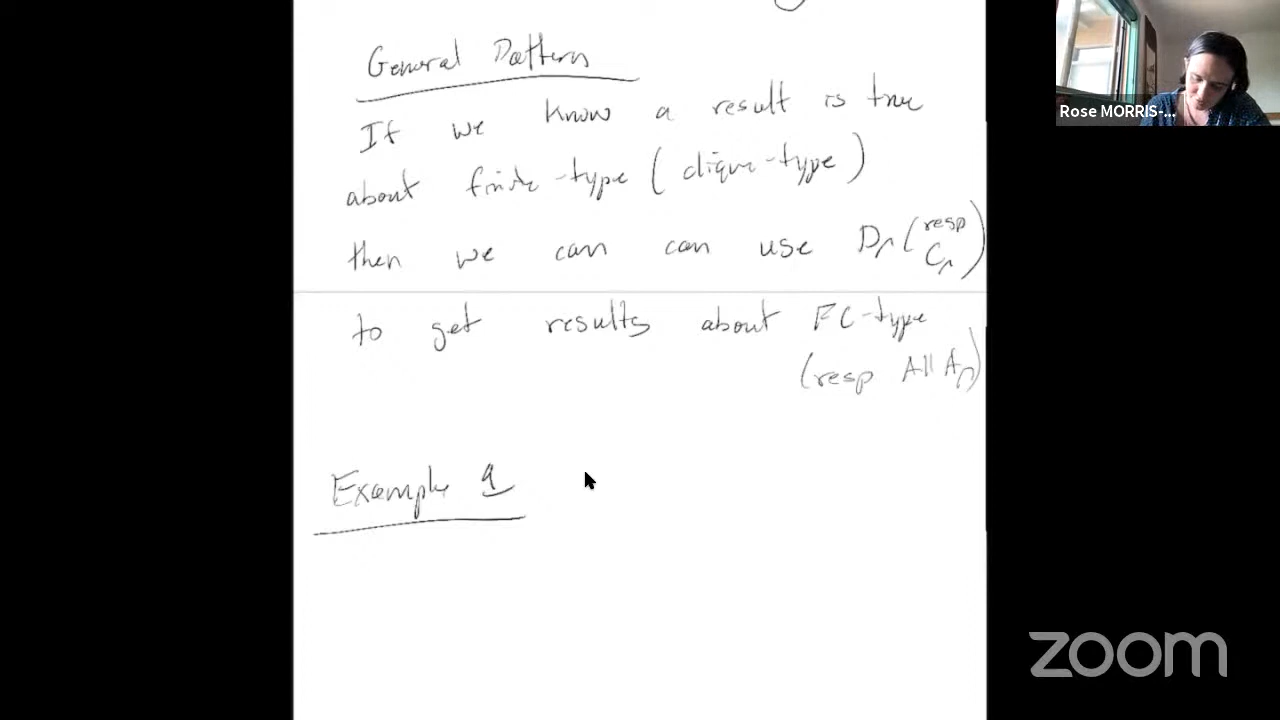 General Pattern
If we know a result is true
about finite-type (clique-type)
then we can can use D_Γ (resp C_Γ)
to get results about FC-type
(resp All A_Γ)
Example 1
Rose MORRIS-...
zoom